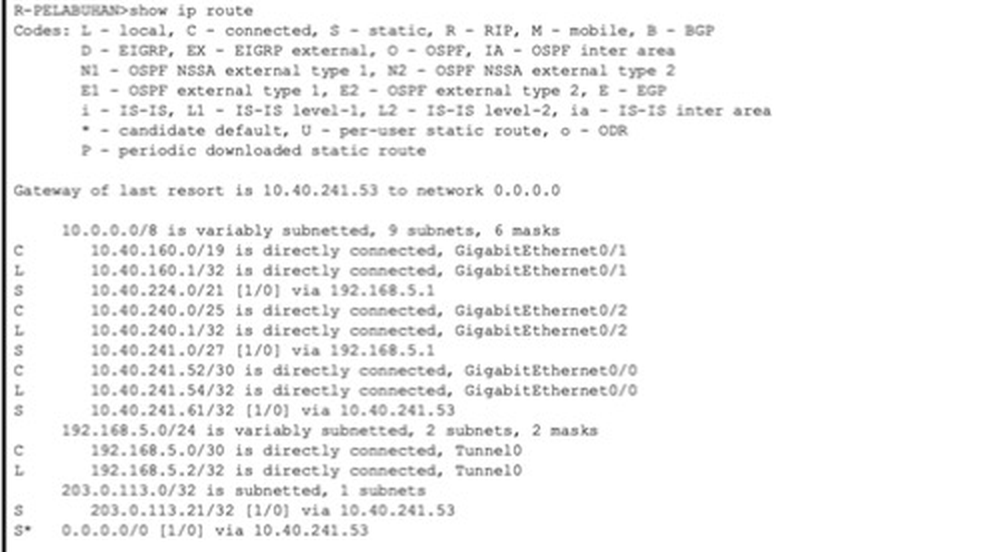 R-PELABUHAN>show ip route
Codes: L - local, C - connected, S - static, R - RIP, M - mobile, B - BGP
D - EIGRP, EX - EIGRP external, O - OSPF, IA - OSPF inter area
N1 - OSPF NSSA external type 1, N2 - OSPF NSSA external type 2
E1 - OSPF external type 1, E2 - OSPF external type 2, E - EGP
i - IS-IS, L1 - IS-IS level-1, L2 - IS-IS level-2, ia - IS-IS inter area
* - candidate default, U - per-user static route, o - ODR
P - periodic downloaded static route
Gateway of last resort is 10.40.241.53 to network 0.0.0.0
10.0.0.0/8 is variably subnetted, 9 subnets, 6 masks
C 10.40.160.0/19 is directly connected, GigabitEthernet0/1
L 10.40.160.1/32 is directly connected, GigabitEthernet0/1
S 10.40.224.0/21 [1/0] via 192.168.5.1
C 10.40.240.0/25 is directly connected, GigabitEthernet0/2
L 10.40.240.1/32 is directly connected, GigabitEthernet0/2
S 10.40.241.0/27 [1/0] via 192.168.5.1
C 10.40.241.52/30 is directly connected, GigabitEthernet0/0
L 10.40.241.54/32 is directly connected, GigabitEthernet0/0
S 10.40.241.61/32 [1/0] via 10.40.241.53
192.168.5.0/24 is variably subnetted, 2 subnets, 2 masks
C 192.168.5.0/30 is directly connected, Tunnel0
L 192.168.5.2/32 is directly connected, Tunnel0
203.0.113.0/32 is subnetted, 1 subnets
S 203.0.113.21/32 [1/0] via 10.40.241.53
S* 0.0.0.0/0 [1/0] via 10.40.241.53